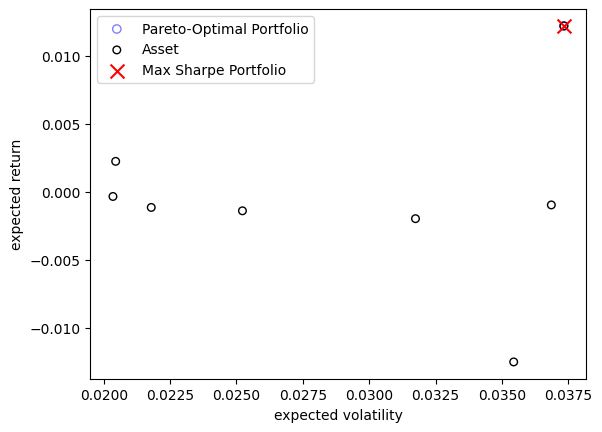 Pareto-Optimal Portfolio
Asset
Max Sharpe Portfolio
0.010
0.005
0.000
−0.005
−0.010
expected return
0.0200 0.0225 0.0250 0.0275 0.0300 0.0325 0.0350 0.0375
expected volatility